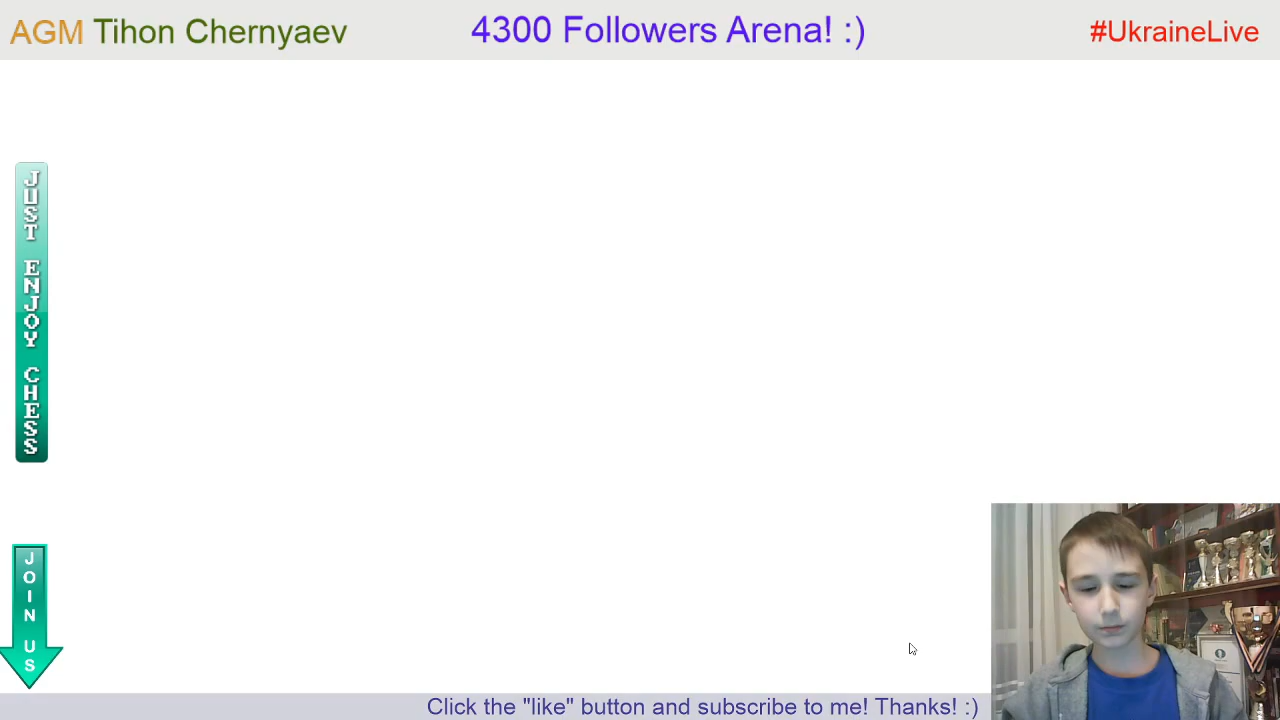 AGM Tihon Chernyaev
4300 Followers Arena! :)
#UkraineLive
JUST ENJOY CHESS
JOIN US
Click the "like" button and subscribe to me! Thanks! :)